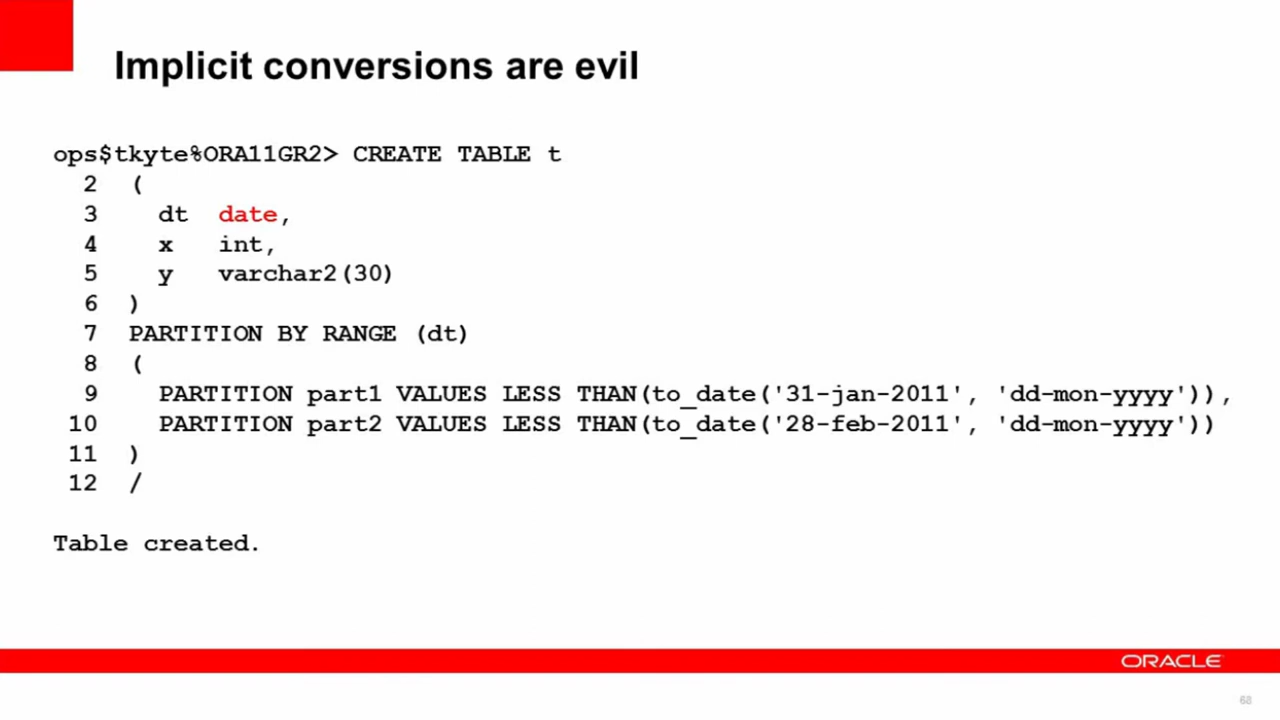 Implicit conversions are evil
ops$tkyte%ORA11GR2> CREATE TABLE t
2 (
3 dt date,
4 x int,
5 y varchar2(30)
6 )
7 PARTITION BY RANGE (dt)
8 (
9 PARTITION part1 VALUES LESS THAN(to_date('31-jan-2011', 'dd-mon-yyyy')),
10 PARTITION part2 VALUES LESS THAN(to_date('28-feb-2011', 'dd-mon-yyyy'))
11 )
12 /
Table created.
ORACLE
68